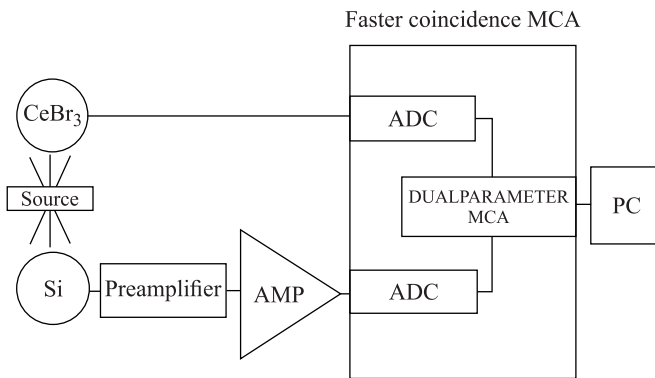 Faster coincidence MCA
CeBr₃
ADC
Source
DUALPARAMETER
MCA
PC
Si
Preamplifier
AMP
ADC